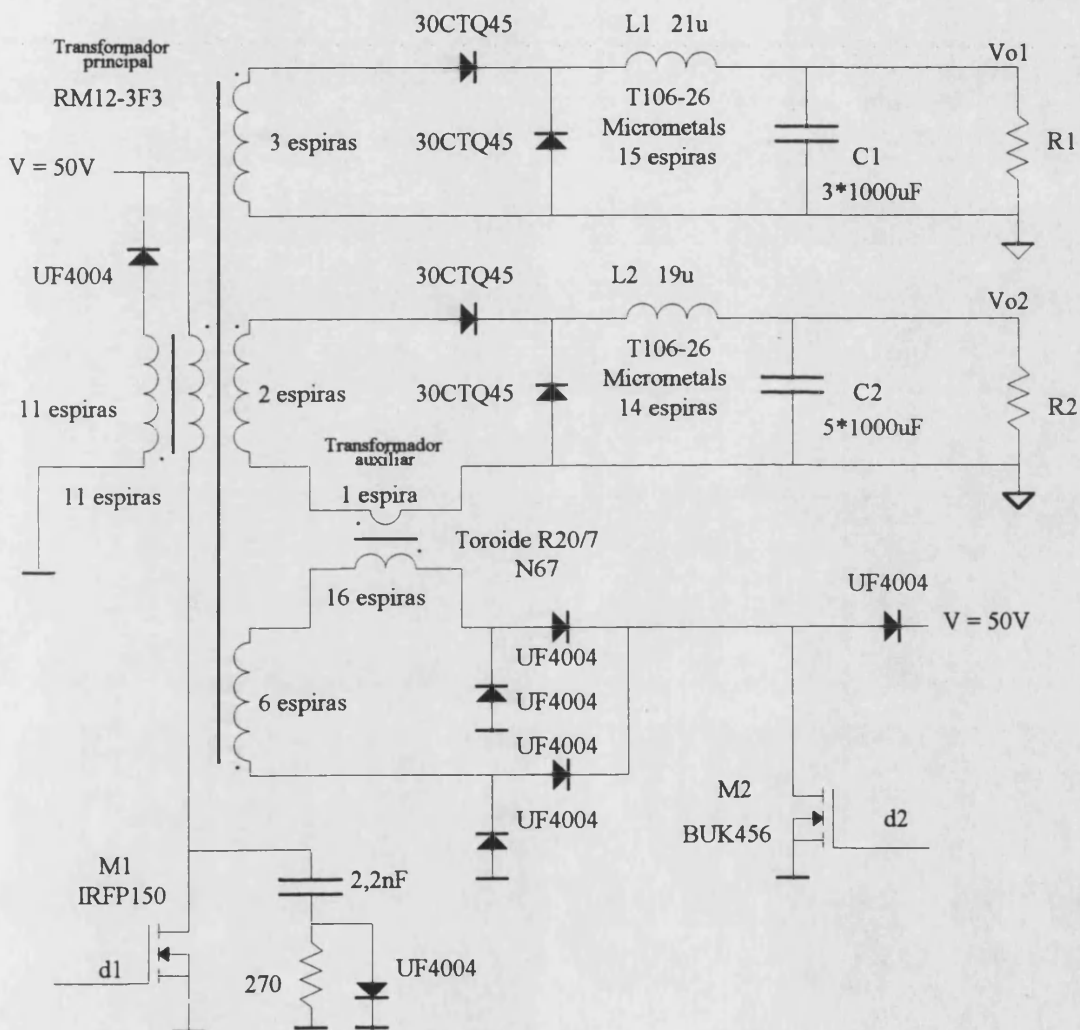 30CTQ45
L1 21u
Vo1
Transformador
principal
RM12-3F3
T106-26
Micrometals
15 espiras
3 espiras
30CTQ45
C1
3*1000uF
R1
V = 50V
UF4004
30CTQ45
L2 19u
Vo2
T106-26
Micrometals
14 espiras
11 espiras
2 espiras
30CTQ45
C2
5*1000uF
R2
Transformador
auxiliar
11 espiras
1 espira
Toroide R20/7
N67
16 espiras
UF4004
V = 50V
UF4004
6 espiras
UF4004
UF4004
UF4004
M2
BUK456
d2
M1
IRFP150
2,2nF
d1
270
UF4004